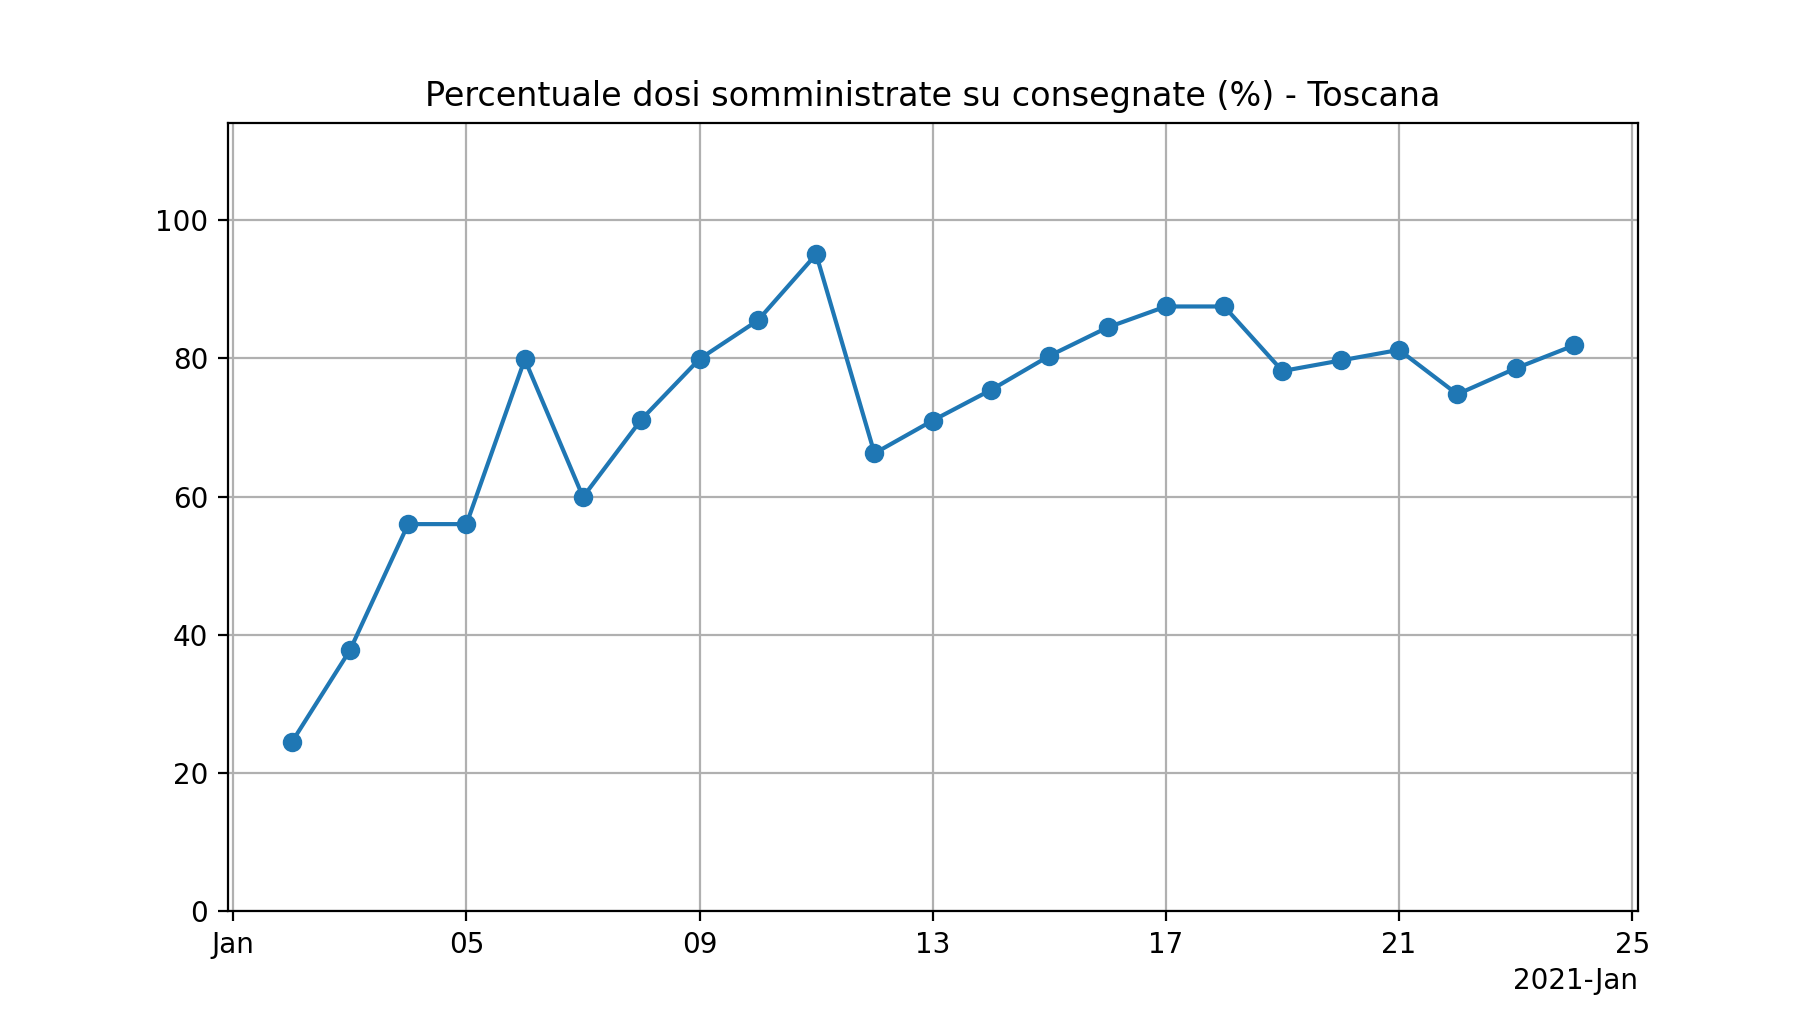 Percentuale dosi somministrate su consegnate (%) - Toscana
100
80
60
40
20
0
Jan 05 09 13 17 21 25
2021-Jan